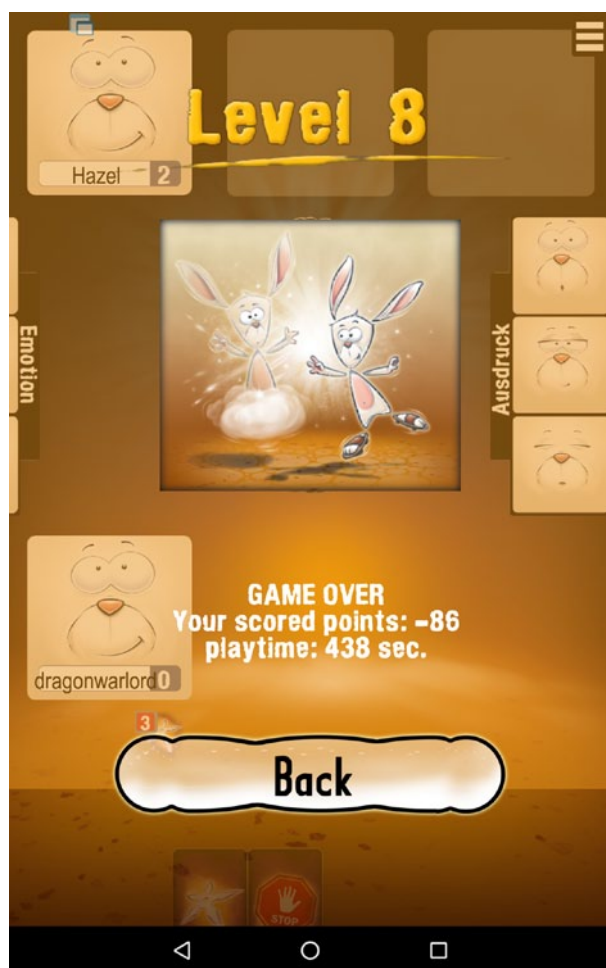 Level 8
Hazel 2
Emotion
Ausdruck
GAME OVER
Your scored points: -86
playtime: 438 sec.
dragonwarlord 0
3
Back
STOP